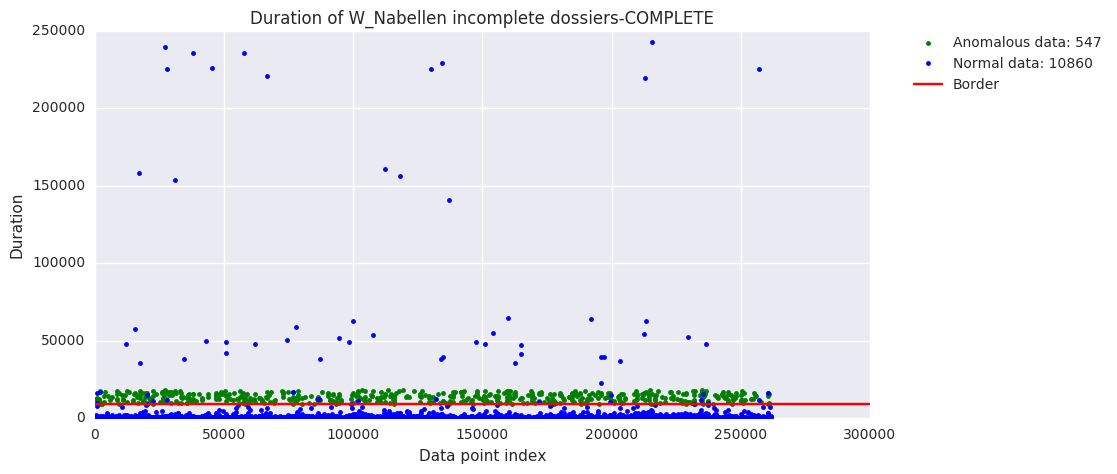 Duration of W_Nabellen incomplete dossiers-COMPLETE
250000
200000
150000
100000
50000
0
Duration
0
50000
100000
150000
200000
250000
300000
Data point index
Anomalous data: 547
Normal data: 10860
Border